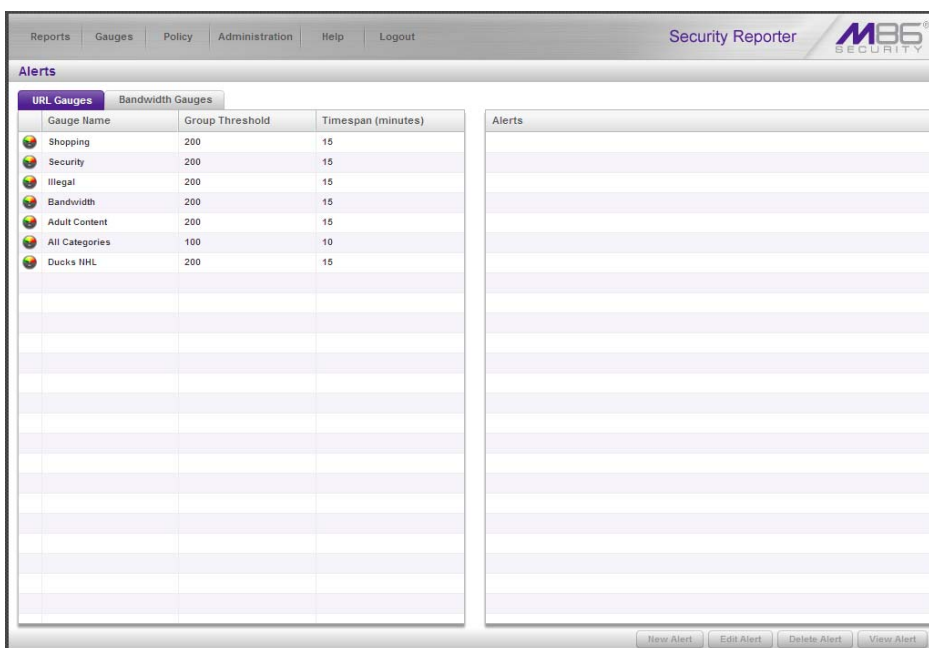 Reports Gauges Policy Administration Help Logout Security Reporter M86 SECURITY ®
Alerts
URL Gauges Bandwidth Gauges
Gauge Name Group Threshold Timespan (minutes) Alerts
Shopping 200 15
Security 200 15
Illegal 200 15
Bandwidth 200 15
Adult Content 200 15
All Categories 100 10
Ducks NHL 200 15
New Alert Edit Alert Delete Alert View Alert